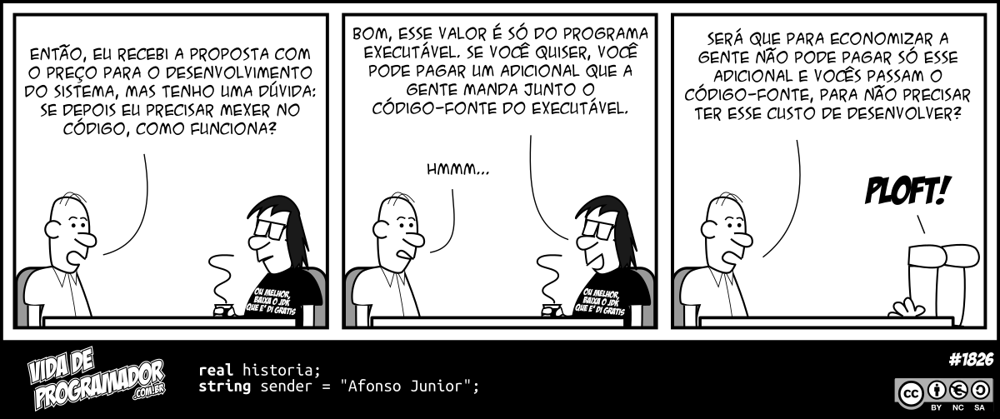 ENTÃO, EU RECEBI A PROPOSTA COM
O PREÇO PARA O DESENVOLVIMENTO
DO SISTEMA, MAS TENHO UMA DÚVIDA:
SE DEPOIS EU PRECISAR MEXER NO
CÓDIGO, COMO FUNCIONA?
OU MELHOR,
BAIXA O JDK
QUE E' DI GRATIS
BOM, ESSE VALOR É SÓ DO PROGRAMA
EXECUTÁVEL. SE VOCÊ QUISER, VOCÊ
PODE PAGAR UM ADICIONAL QUE A
GENTE MANDA JUNTO O
CÓDIGO-FONTE DO EXECUTÁVEL.
HMMM...
OU MELHOR,
BAIXA O JDK
QUE E' DI GRATIS
SERÁ QUE PARA ECONOMIZAR A
GENTE NÃO PODE PAGAR SÓ ESSE
ADICIONAL E VOCÊS PASSAM O
CÓDIGO-FONTE, PARA NÃO PRECISAR
TER ESSE CUSTO DE DESENVOLVER?
PLOFT!
VIDA DE
PROGRAMADOR
.COM.BR
real historia;
string sender = "Afonso Junior";
#1826
cc
BY NC SA